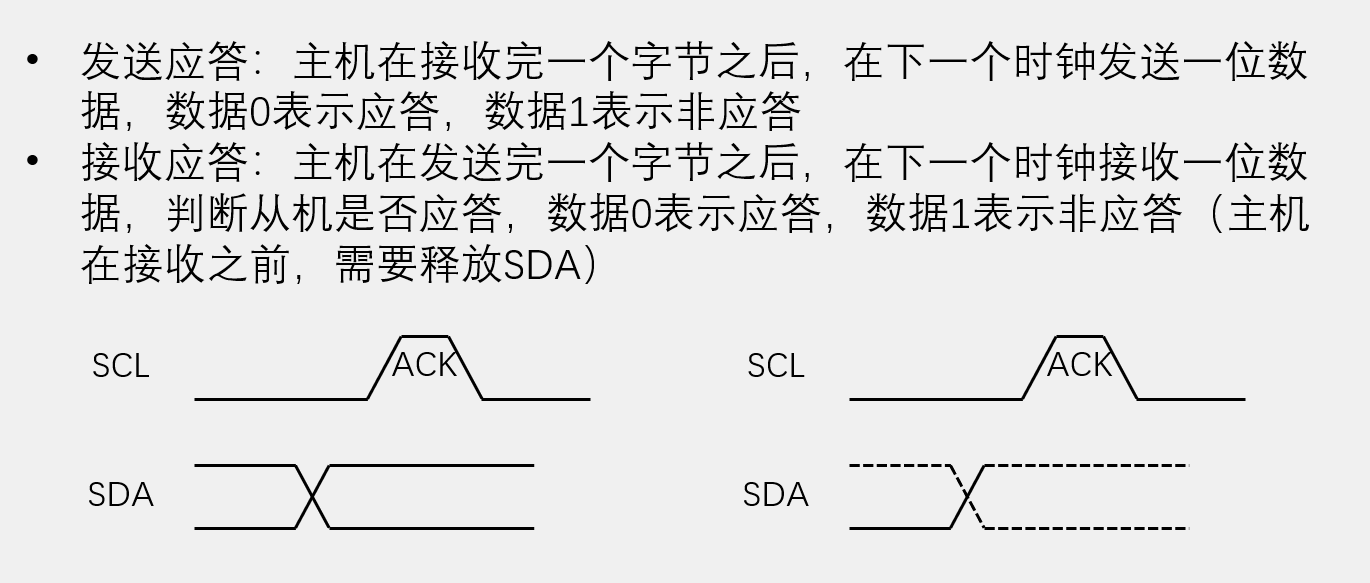 • 发送应答：主机在接收完一个字节之后，在下一个时钟发送一位数
据，数据0表示应答，数据1表示非应答
• 接收应答：主机在发送完一个字节之后，在下一个时钟接收一位数
据，判断从机是否应答，数据0表示应答，数据1表示非应答（主机
在接收之前，需要释放SDA）
SCL ACK SCL ACK
SDA SDA